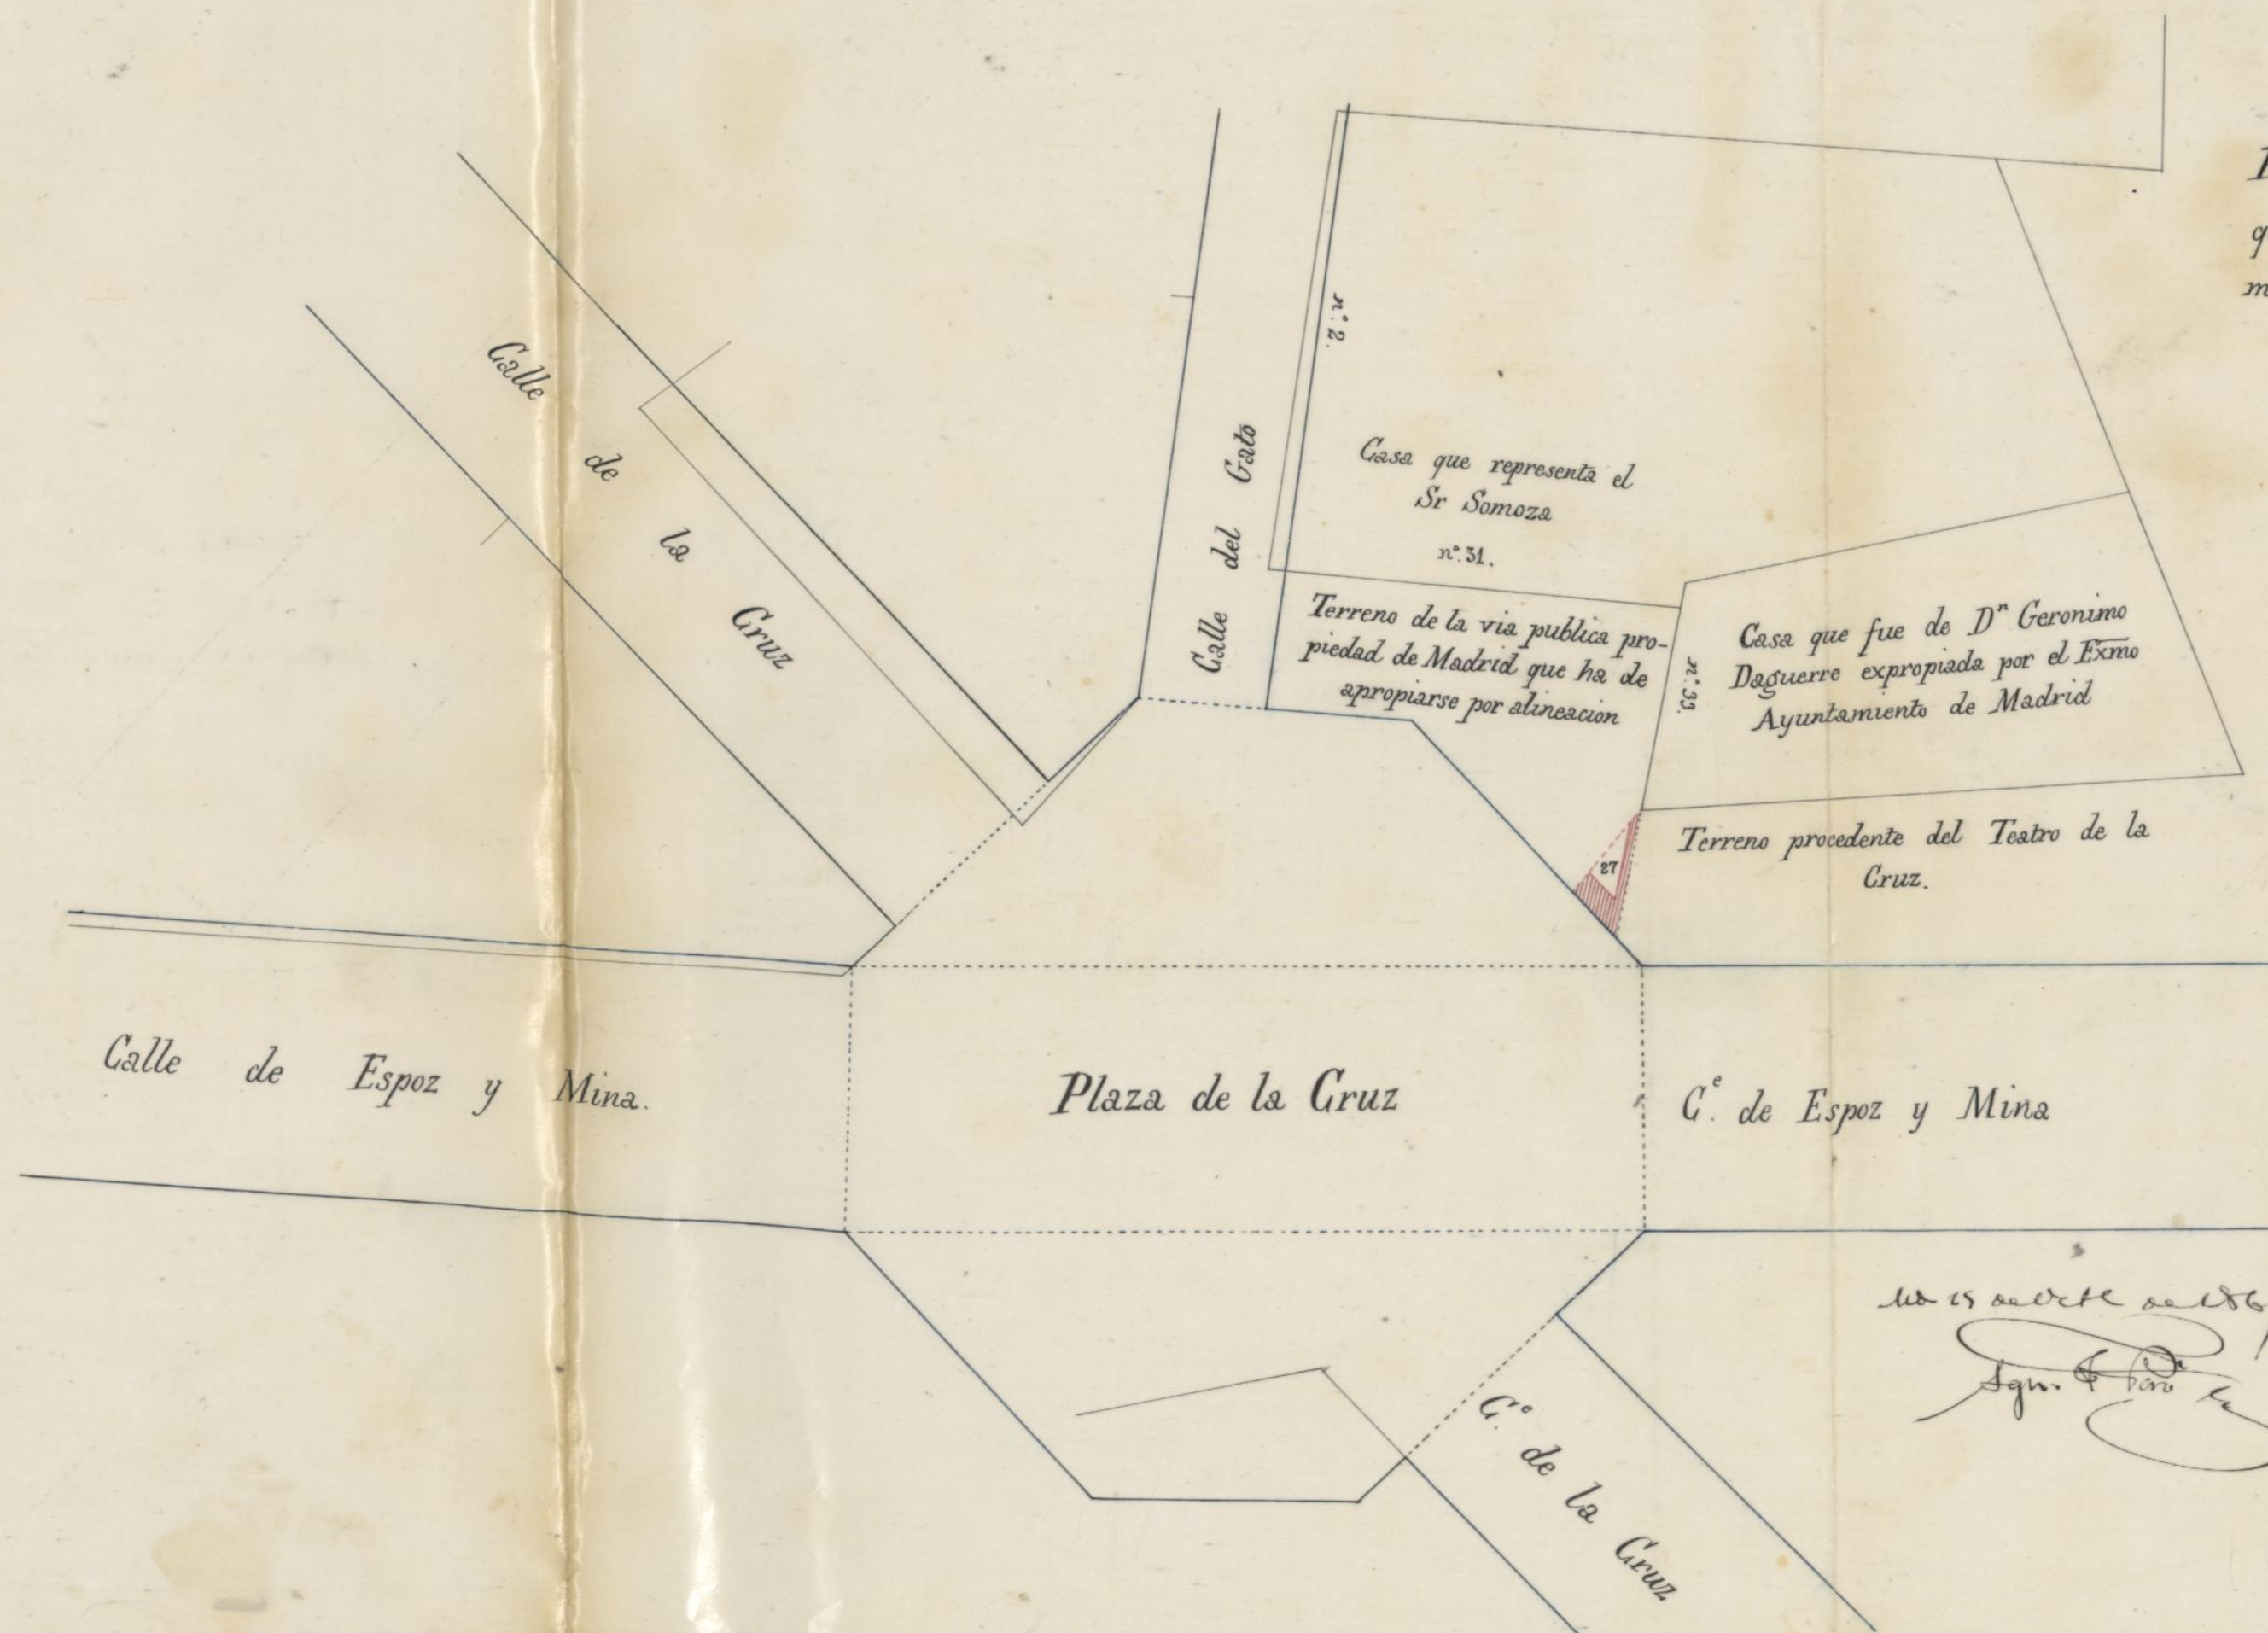 Calle de la Cruz
Calle del Gato
n.º 2.
Casa que representa el
Sr Somoza
nº. 31.
Terreno de la via publica pro-
piedad de Madrid que ha de
apropiarse por alineacion
n.º 33.
Casa que fue de Dⁿ Geronimo
Daguerre expropiada por el Exmo
Ayuntamiento de Madrid
27
Terreno procedente del Teatro de la
Cruz.
Calle de Espoz y Mina.
Plaza de la Cruz
C.ᵉ de Espoz y Mina
C.ᵉ de la Cruz